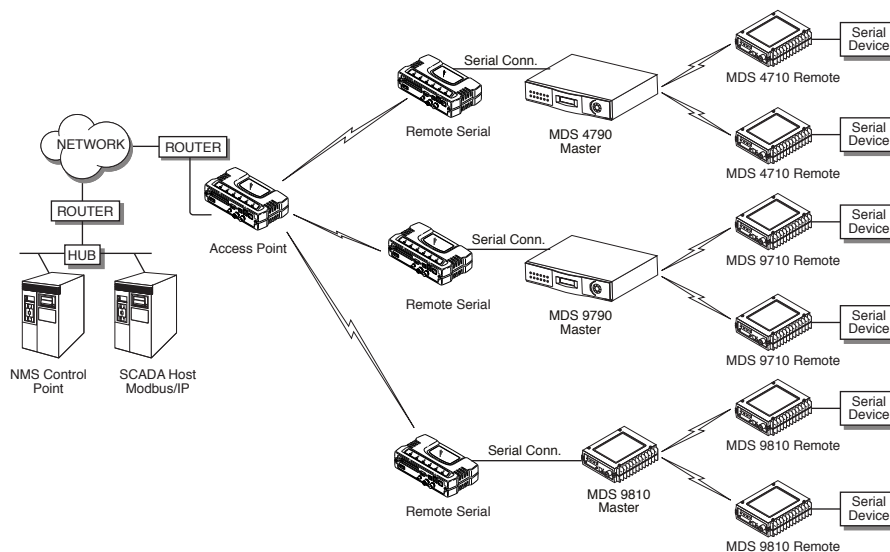 Serial Conn.
Remote Serial
MDS 4790
Master
MDS 4710 Remote
Serial
Device
MDS 4710 Remote
Serial
Device
NETWORK
ROUTER
ROUTER
HUB
NMS Control
Point
SCADA Host
Modbus/IP
Access Point
Serial Conn.
Remote Serial
MDS 9790
Master
MDS 9710 Remote
Serial
Device
MDS 9710 Remote
Serial
Device
Serial Conn.
Remote Serial
MDS 9810
Master
MDS 9810 Remote
Serial
Device
MDS 9810 Remote
Serial
Device